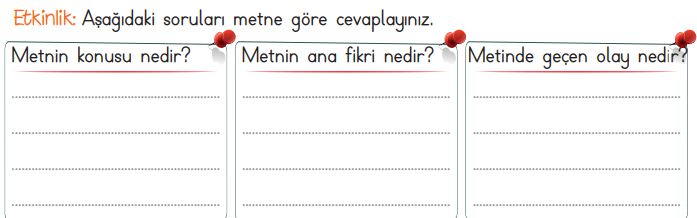 Etkinlik: Aşağıdaki soruları metne göre cevaplayınız.
Metnin konusu nedir?
Metnin ana fikri nedir?
Metinde geçen olay nedir?